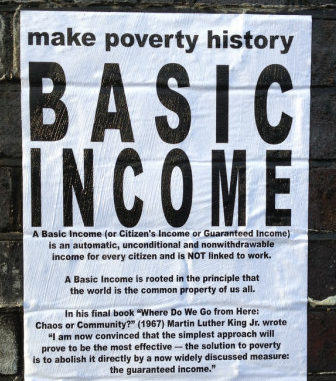 make poverty history
BASIC
INCOME
A Basic Income (or Citizen's Income or Guaranteed Income)
is an automatic, unconditional and nonwithdrawable
income for every citizen and is NOT linked to work.
A Basic Income is rooted in the principle that
the world is the common property of us all.
In his final book “Where Do We Go from Here:
Chaos or Community?” (1967) Martin Luther King Jr. wrote
“I am now convinced that the simplest approach will
prove to be the most effective — the solution to poverty
is to abolish it directly by a now widely discussed measure:
the guaranteed income.”